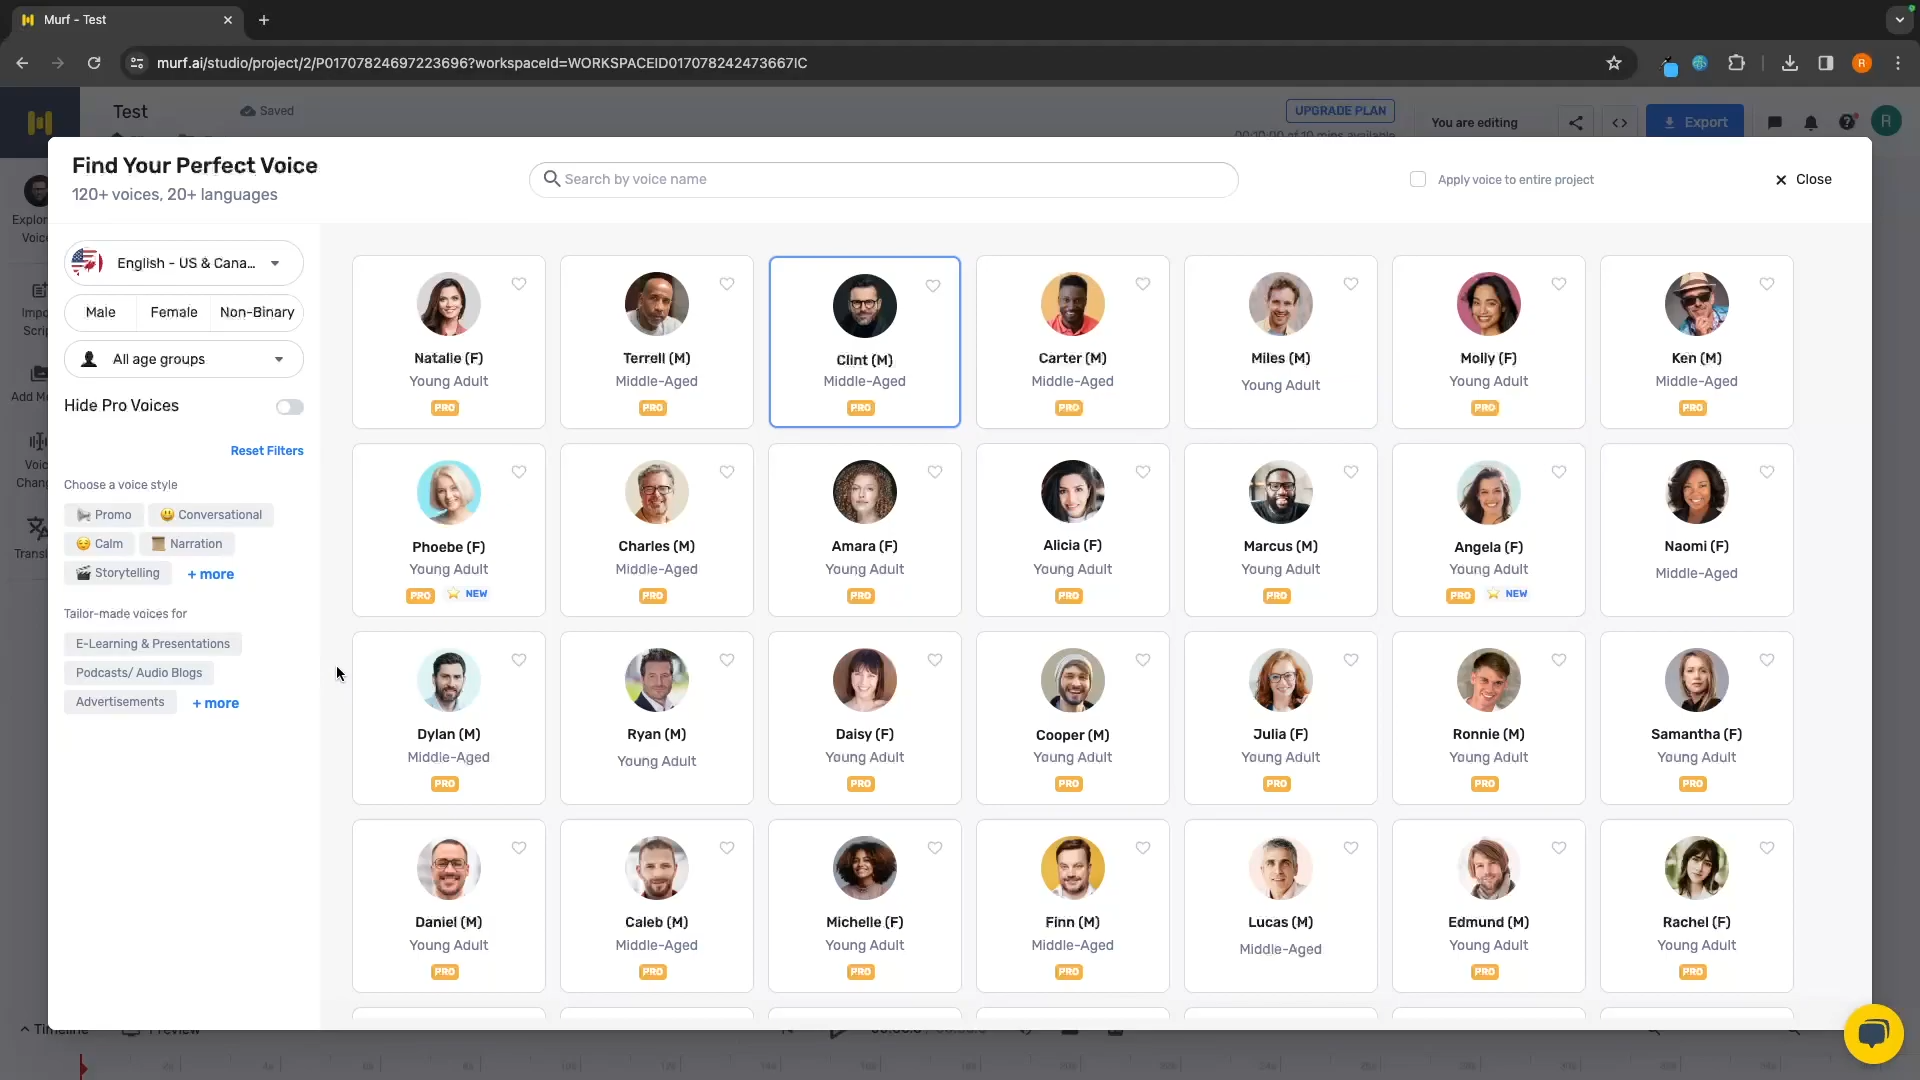 Murf - Test
murf.ai/studio/project/2/P01707824697223696?workspaceId=WORKSPACEID017078242473667IC
R
Test
Saved
UPGRADE PLAN
You are editing
Export
R
Find Your Perfect Voice
120+ voices, 20+ languages
Search by voice name
Apply voice to entire project
Close
English - US & Cana...
Male
Female
Non-Binary
All age groups
Hide Pro Voices
Reset Filters
Choose a voice style
Promo
Conversational
Calm
Narration
Storytelling
+ more
Tailor-made voices for
E-Learning & Presentations
Podcasts/ Audio Blogs
Advertisements
+ more
Natalie (F)
Young Adult
PRO
Terrell (M)
Middle-Aged
PRO
Clint (M)
Middle-Aged
PRO
Carter (M)
Middle-Aged
PRO
Miles (M)
Young Adult
Molly (F)
Young Adult
PRO
Ken (M)
Middle-Aged
PRO
Phoebe (F)
Young Adult
PRO
NEW
Charles (M)
Middle-Aged
PRO
Amara (F)
Young Adult
PRO
Alicia (F)
Young Adult
PRO
Marcus (M)
Young Adult
PRO
Angela (F)
Young Adult
PRO
NEW
Naomi (F)
Middle-Aged
Dylan (M)
Middle-Aged
PRO
Ryan (M)
Young Adult
Daisy (F)
Young Adult
PRO
Cooper (M)
Young Adult
PRO
Julia (F)
Young Adult
PRO
Ronnie (M)
Young Adult
PRO
Samantha (F)
Young Adult
PRO
Daniel (M)
Young Adult
PRO
Caleb (M)
Middle-Aged
PRO
Michelle (F)
Young Adult
PRO
Finn (M)
Middle-Aged
PRO
Lucas (M)
Middle-Aged
Edmund (M)
Young Adult
PRO
Rachel (F)
Young Adult
PRO
Timeline
Preview